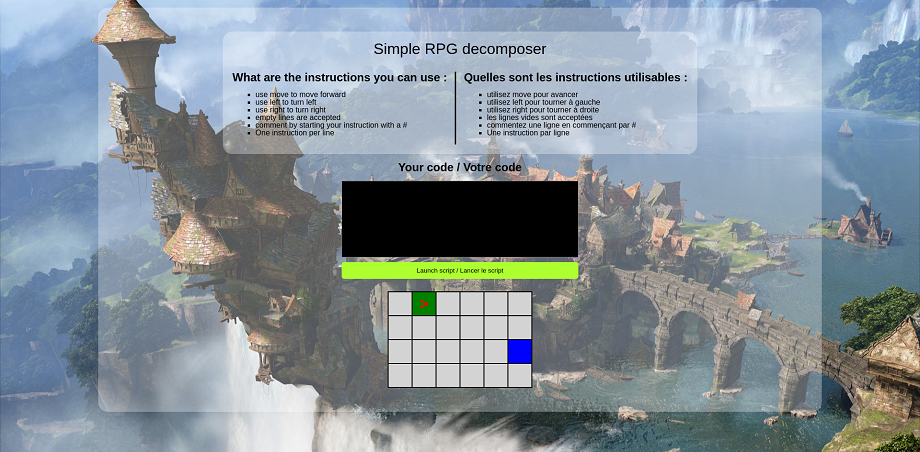 Simple RPG decomposer
What are the instructions you can use :
use move to move forward
use left to turn left
use right to turn right
empty lines are accepted
comment by starting your instruction with a #
One instruction per line
Quelles sont les instructions utilisables :
utilisez move pour avancer
utilisez left pour tourner à gauche
utilisez right pour tourner à droite
les lignes vides sont acceptées
commentez une ligne en commençant par #
Une instruction par ligne
Your code / Votre code
Launch script / Lancer le script
>